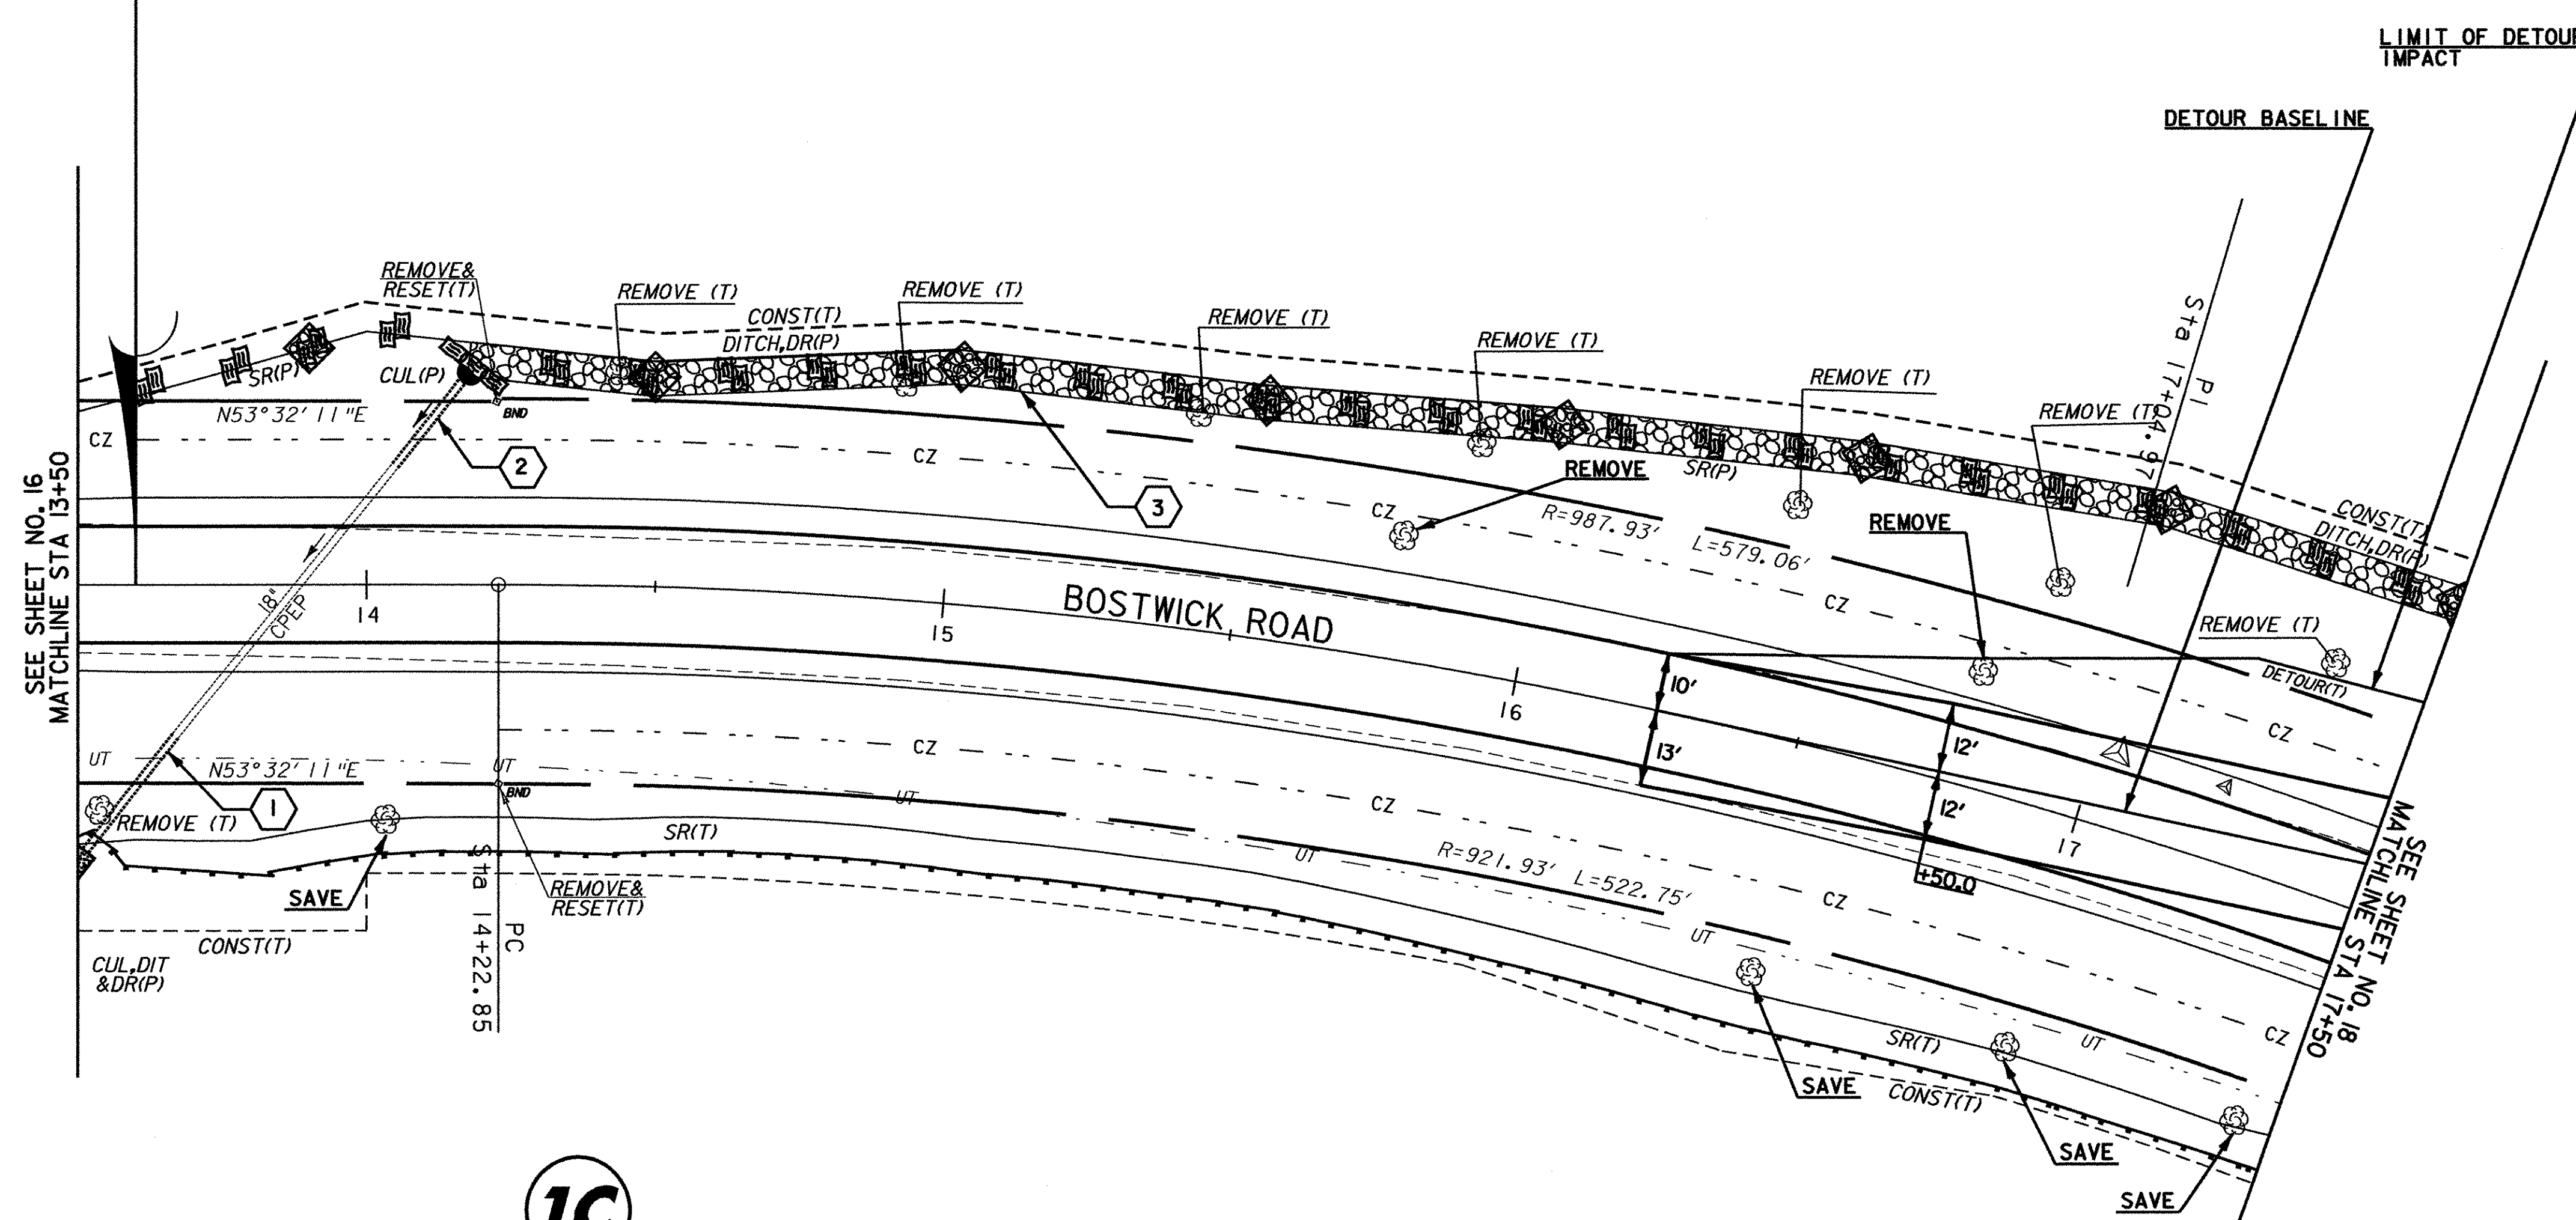 LIMIT OF DETOUR
IMPACT
DETOUR BASELINE
REMOVE&
RESET(T)
REMOVE (T)
REMOVE (T)
REMOVE (T)
REMOVE (T)
REMOVE (T)
REMOVE (T)
CONST(T)
DITCH,DR(P)
PI
Sta 17+04.97
SR(P)
CUL(P)
BND
N53°32'11"E
CZ
2
CZ
3
REMOVE
SR(P)
CZ
R=987.93' L=579.06'
REMOVE
CONST(T)
DITCH,DR(P)
SEE SHEET NO. 16
MATCHLINE STA 13+50
18"
CPEP
14
15
BOSTWICK ROAD
16
17
CZ
REMOVE (T)
DETOUR(T)
CZ
10'
13'
12'
12'
+50.0
UT
N53°32'11"E
UT
BND
UT
CZ
CZ
CZ
CZ
1
REMOVE (T)
SR(T)
UT
R=921.93' L=522.75'
UT
UT
SAVE
REMOVE&
RESET(T)
CONST(T)
CUL,DIT
&DR(P)
PC
Sta 14+22.85
SEE SHEET NO. 18
MATCHLINE STA 17+50
SR(T)
CONST(T)
SAVE
SAVE
SAVE
1C